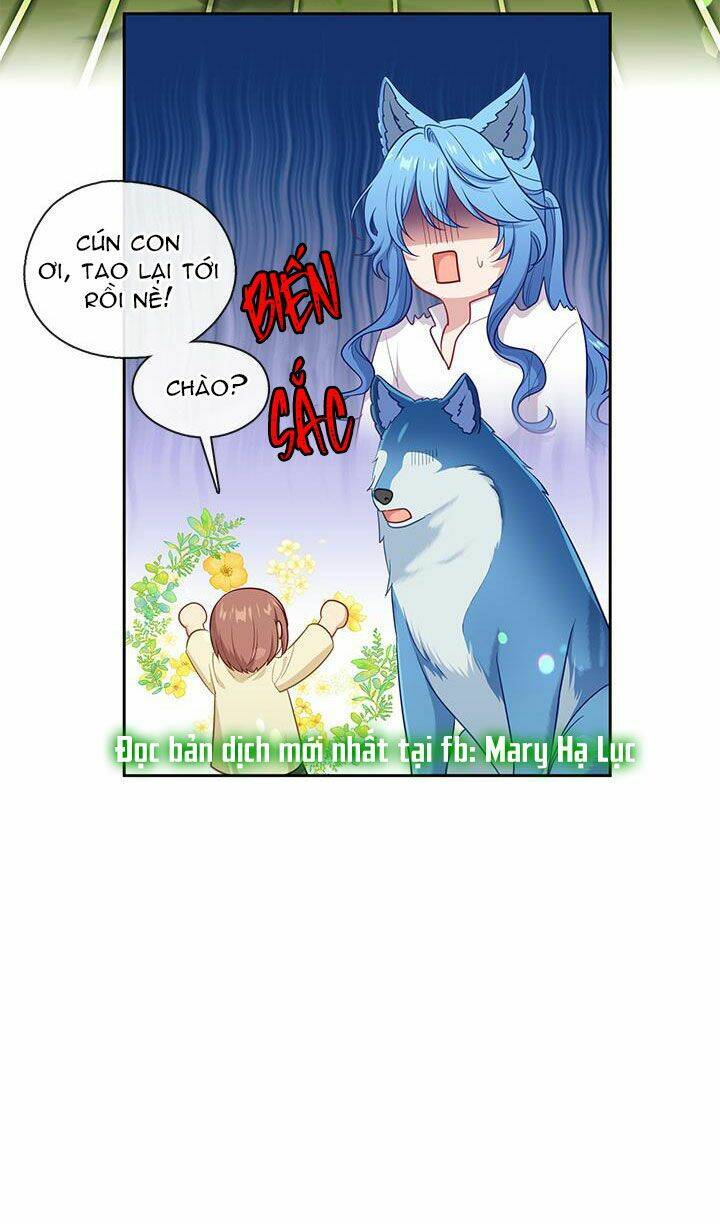 CÚN CON
ƠI, TAO LẠI TỚI
RỒI NÈ!
CHÀO?
BIẾN
SẮC
Đọc bản dịch mới nhất tại fb: Mary Hạ Lục